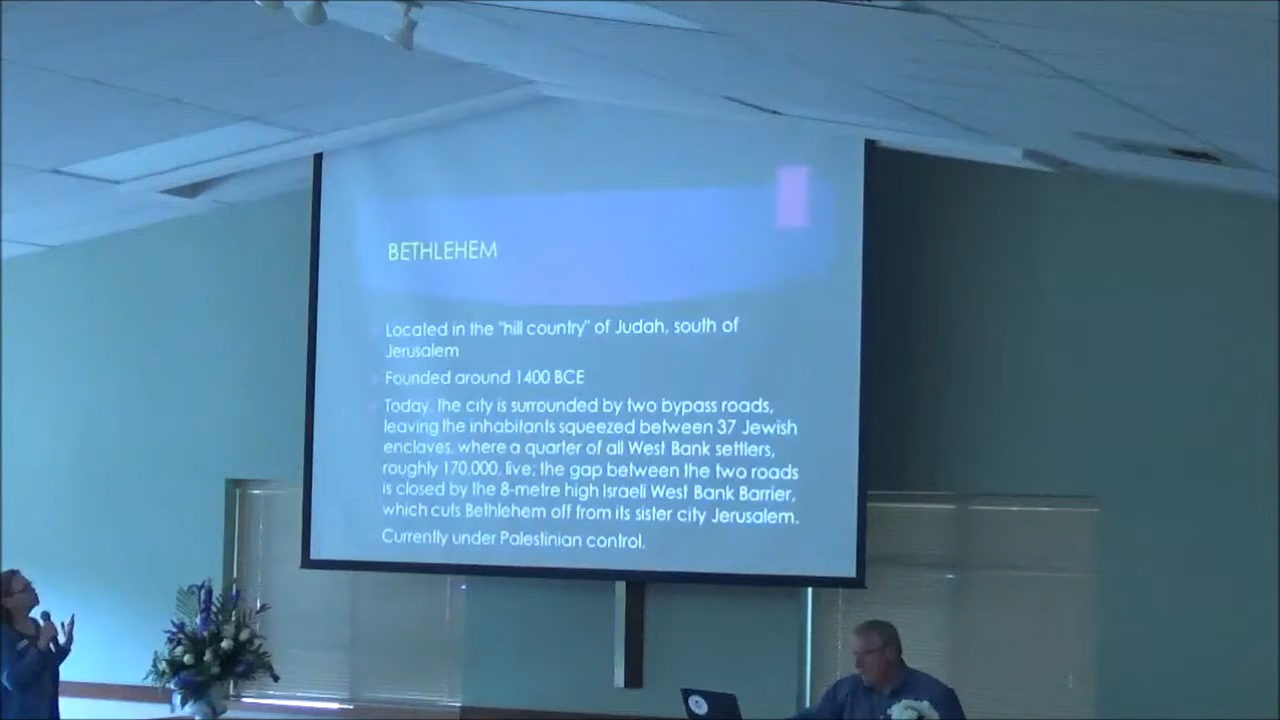 BETHLEHEM
Located in the "hill country" of Judah, south of
Jerusalem
Founded around 1400 BCE
Today, the city is surrounded by two bypass roads,
leaving the inhabitants squeezed between 37 Jewish
enclaves, where a quarter of all West Bank settlers,
roughly 170,000, live; the gap between the two roads
is closed by the 8-metre high Israeli West Bank Barrier,
which cuts Bethlehem off from its sister city Jerusalem.
Currently under Palestinian control.